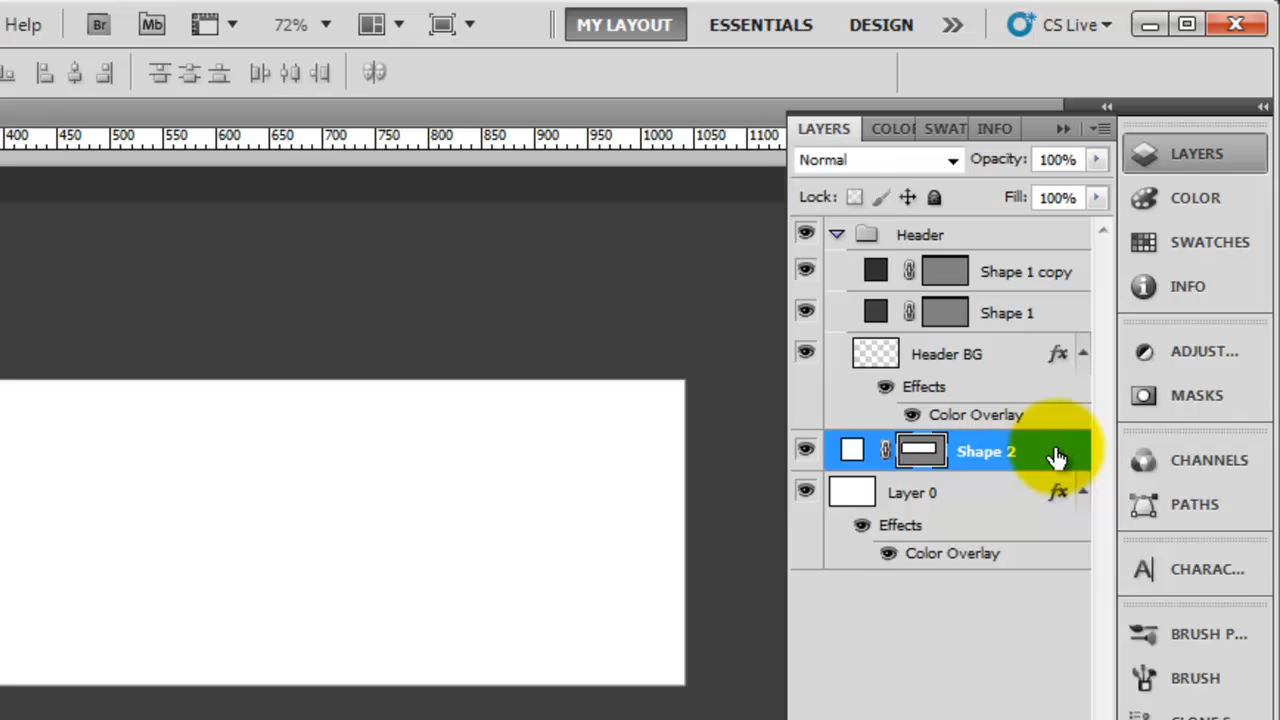 Help Br Mb 72% MY LAYOUT ESSENTIALS DESIGN CS Live
400 450 500 550 600 650 700 750 800 850 900 950 1000 1050 1100
LAYERS COLO SWAT INFO
Normal Opacity: 100%
Lock: Fill: 100%
Header
Shape 1 copy
Shape 1
Header BG fx
Effects
Color Overlay
Shape 2
Layer 0 fx
Effects
Color Overlay
LAYERS
COLOR
SWATCHES
INFO
ADJUST...
MASKS
CHANNELS
PATHS
CHARAC...
BRUSH P...
BRUSH